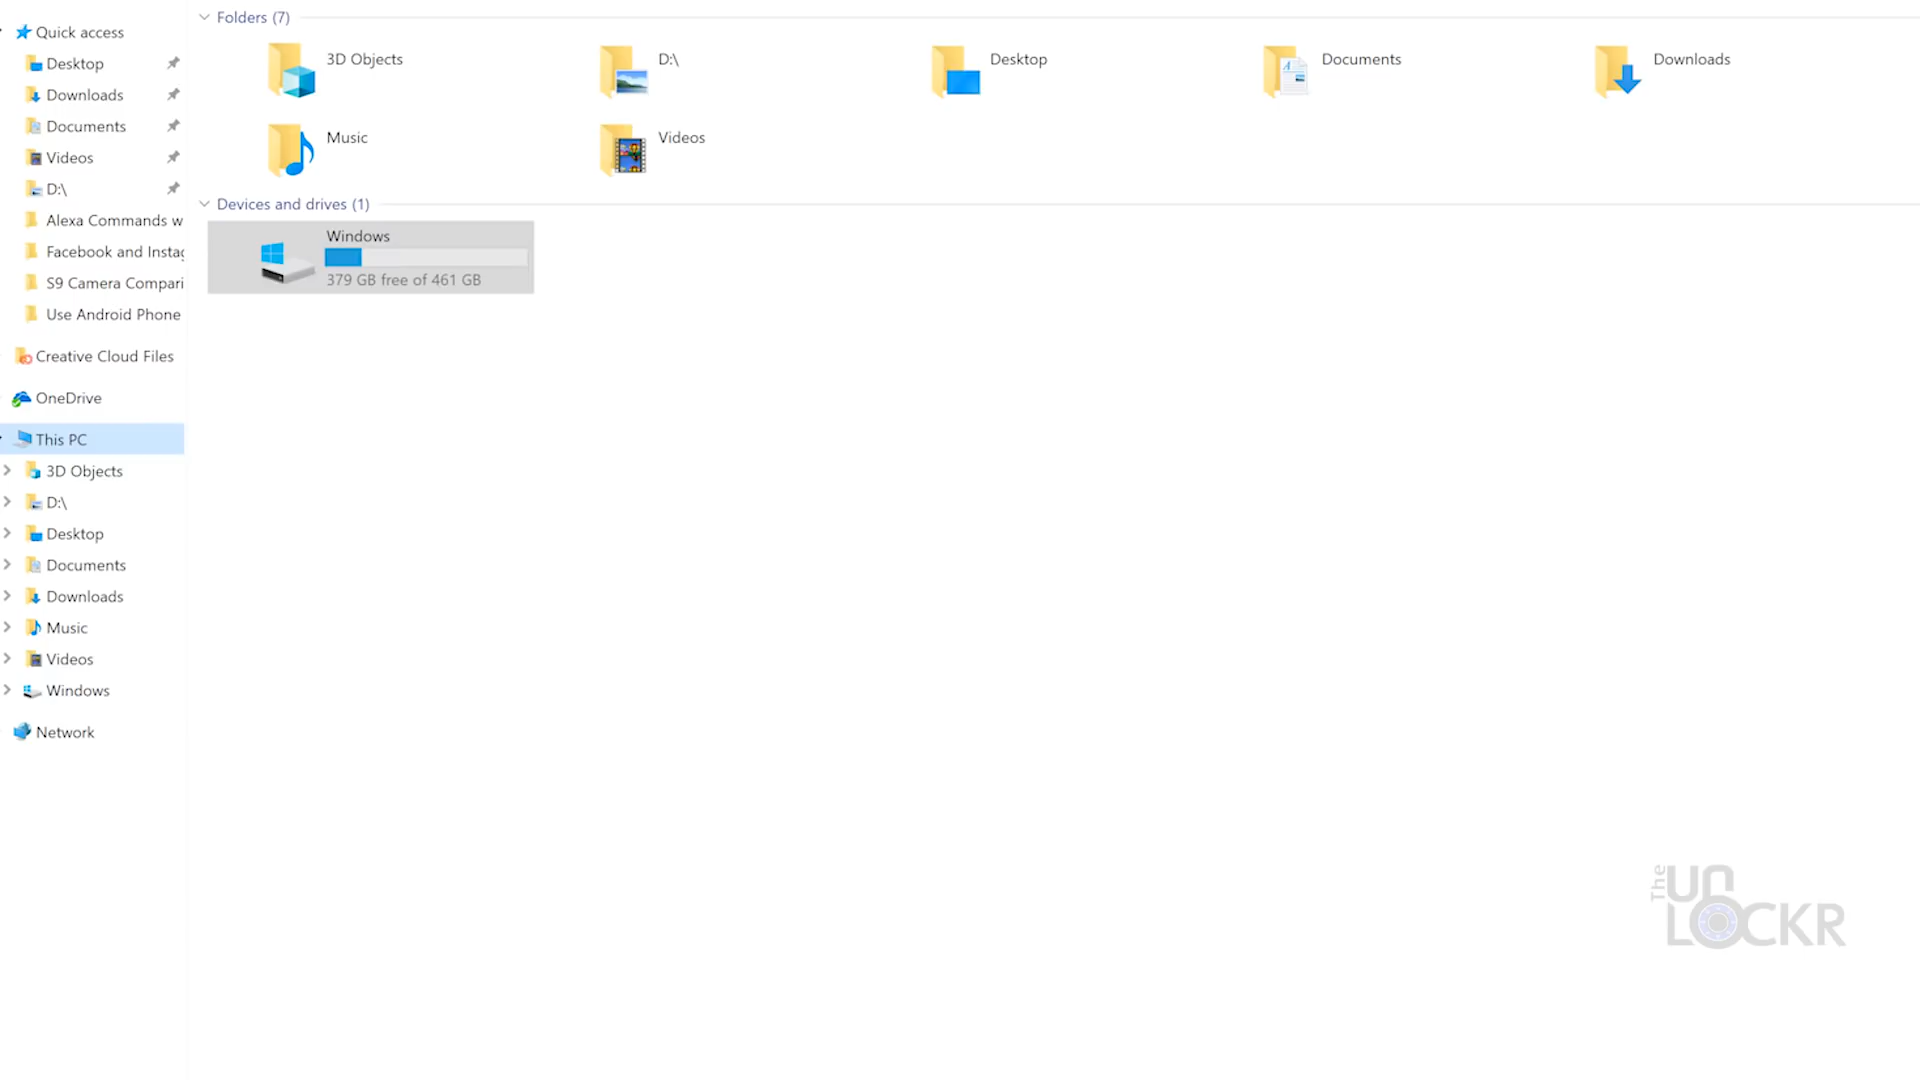 Quick access
Desktop
Downloads
Documents
Videos
D:\
Alexa Commands w
Facebook and Instag
S9 Camera Compari
Use Android Phone
Creative Cloud Files
OneDrive
This PC
3D Objects
D:\
Desktop
Documents
Downloads
Music
Videos
Windows
Network
Folders (7)
3D Objects
D:\
Desktop
Documents
Downloads
Music
Videos
Devices and drives (1)
Windows
379 GB free of 461 GB
The
UN
LOCKR